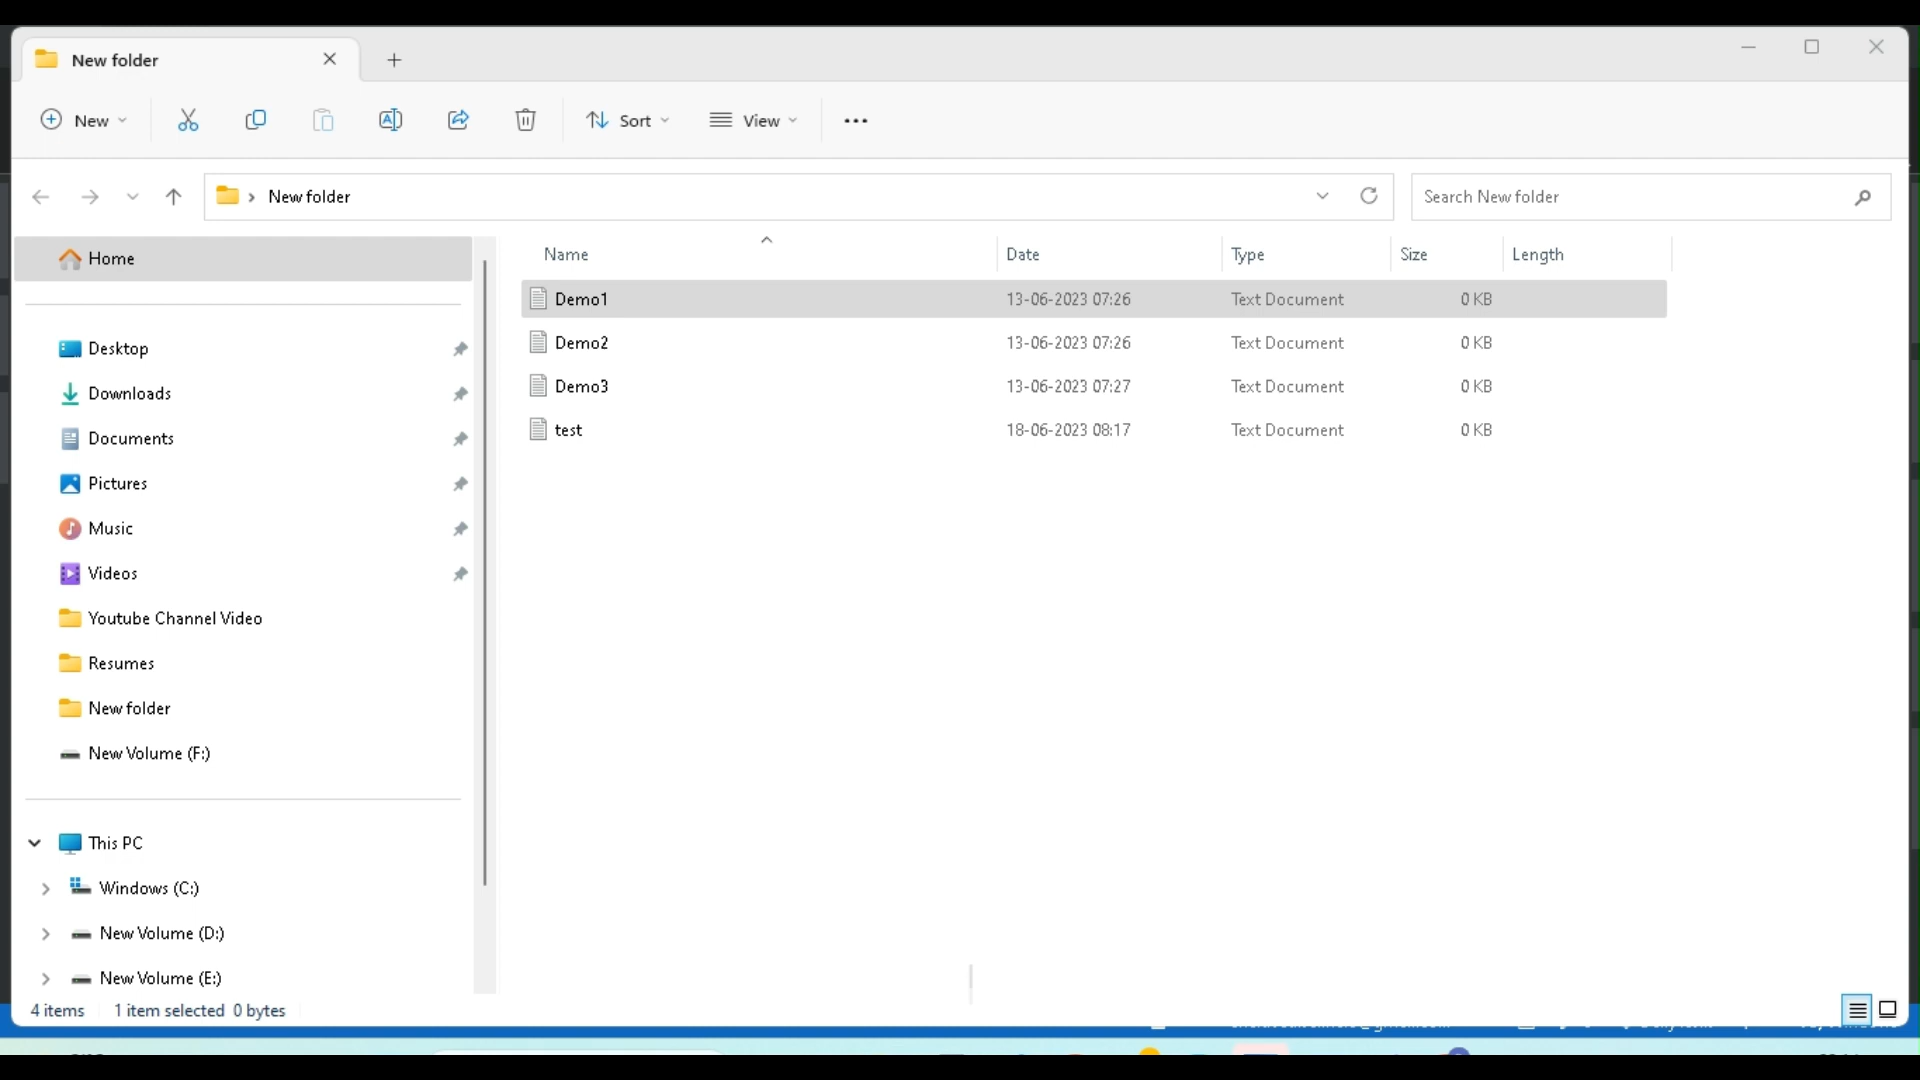 New folder
New Sort View
New folder Search New folder
Home
Desktop
Downloads
Documents
Pictures
Music
Videos
Youtube Channel Video
Resumes
New folder
New Volume (F:)
This PC
Windows (C:)
New Volume (D:)
New Volume (E:)
Name Date Type Size Length
Demo1 13-06-2023 07:26 Text Document 0 KB
Demo2 13-06-2023 07:26 Text Document 0 KB
Demo3 13-06-2023 07:27 Text Document 0 KB
test 18-06-2023 08:17 Text Document 0 KB
4 items 1 item selected 0 bytes